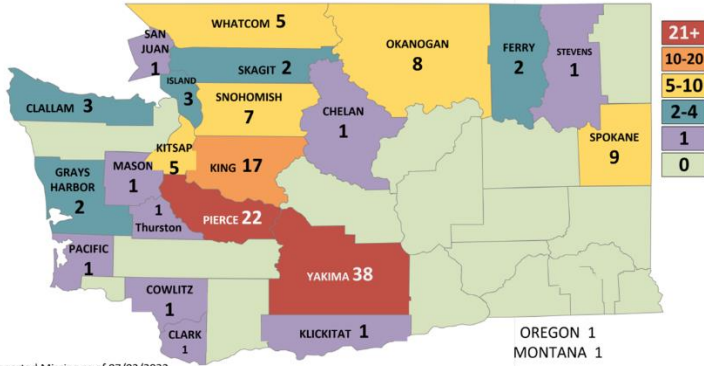 WHATCOM 5
SAN
JUAN
1
SKAGIT 2
ISLAND
3
OKANOGAN
8
FERRY
2
STEVENS
1
CLALLAM 3
SNOHOMISH
7
CHELAN
1
SPOKANE
9
KITSAP
5
GRAYS
HARBOR
2
MASON
1
KING 17
1
Thurston
PIERCE 22
PACIFIC
1
YAKIMA 38
COWLITZ
1
CLARK
1
KLICKITAT 1
OREGON 1
MONTANA 1
21+
10-20
5-10
2-4
1
0